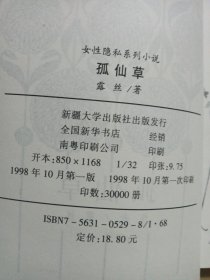 女性隐私系列小说
孤仙草
露丝/著
新疆大学出版社出版发行
全国新华书店 经销
南粤印刷公司 印刷
开本:850×1168 1/32 印张:9.75
1998年10月第一版 1998年10月第一次印刷
印数:30000册
ISBN7-5631-0529-8/I·68
定价:18.80元